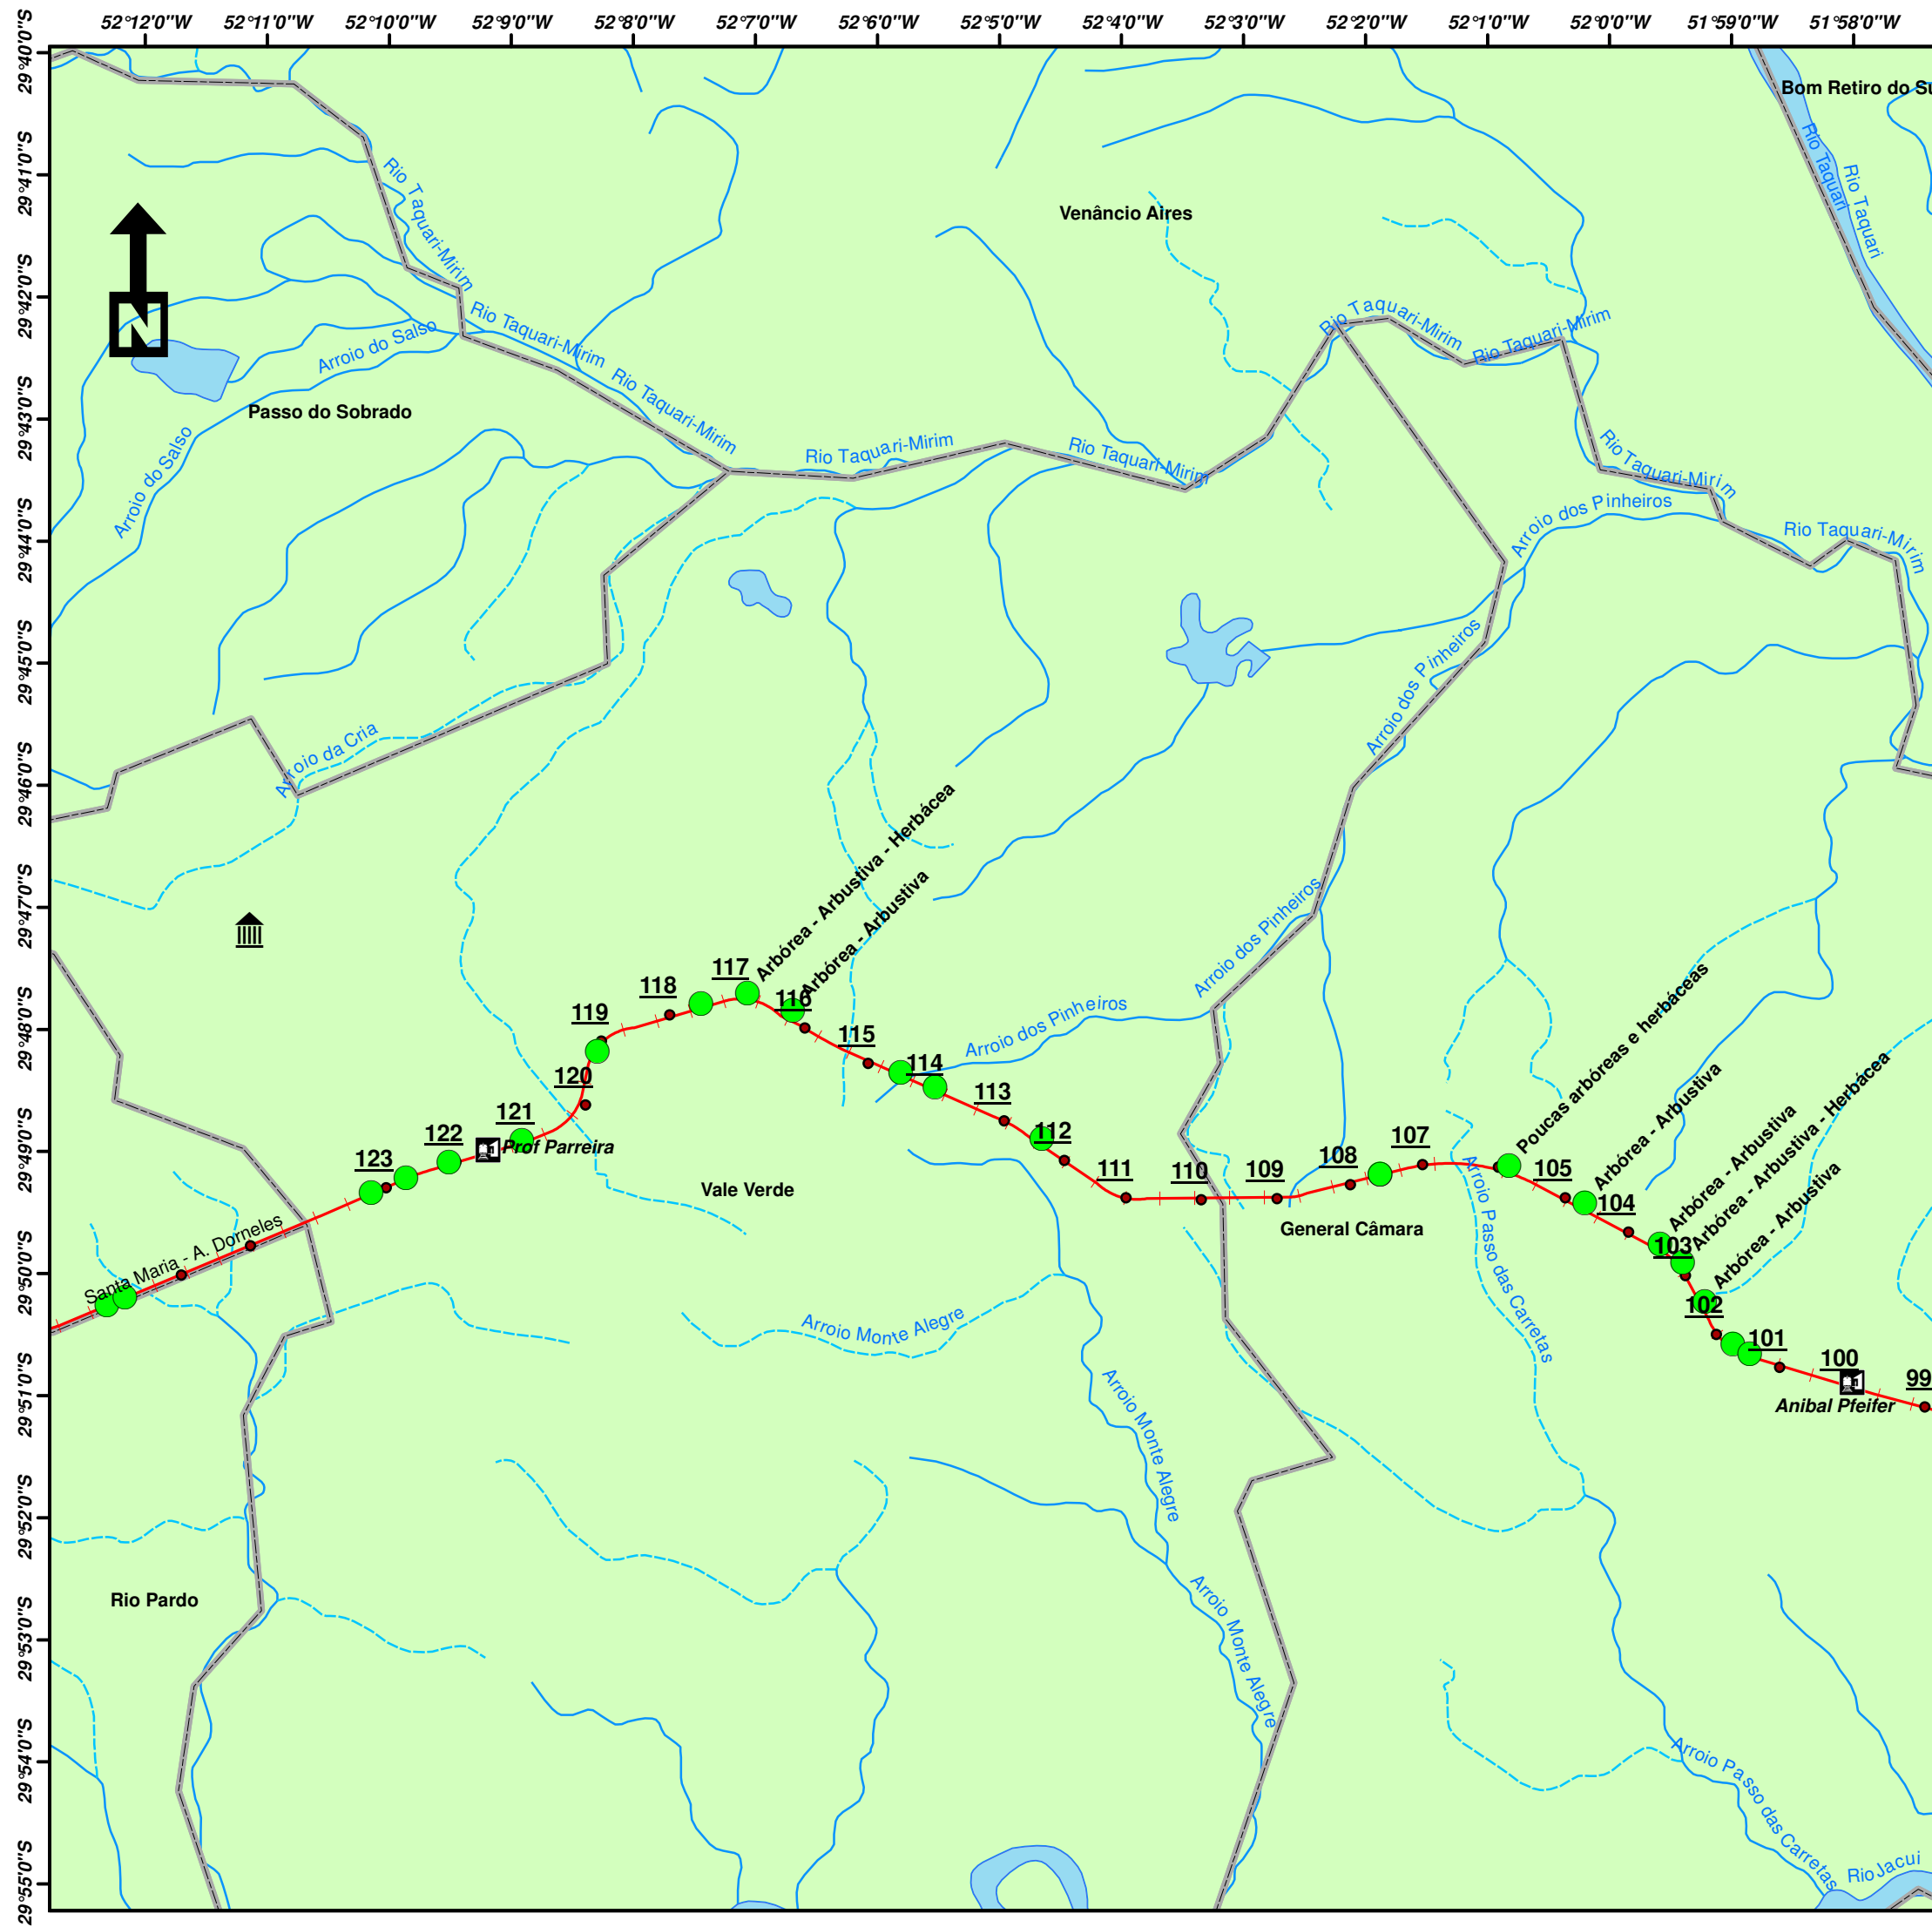 52°12'0"W 52°11'0"W 52°10'0"W 52°9'0"W 52°8'0"W 52°7'0"W 52°6'0"W 52°5'0"W 52°4'0"W 52°3'0"W 52°2'0"W 52°1'0"W 52°0'0"W 51°59'0"W 51°58'0"W
29°40'0"S
29°41'0"S
29°42'0"S
29°43'0"S
29°44'0"S
29°45'0"S
29°46'0"S
29°47'0"S
29°48'0"S
29°49'0"S
29°50'0"S
29°51'0"S
29°52'0"S
29°53'0"S
29°54'0"S
29°55'0"S
Bom Retiro do Su
Rio Taquari
Rio Taquari
Venâncio Aires
Rio Taquari-Mirim
N
Rio Taquari-Mirim
Arroio do Salso
Rio Taquari-Mirim
Rio Taquari-Mirim
Rio Taquari-Mirim
Passo do Sobrado
Arroio do Salso
Rio Taquari-Mirim
Rio Taquari-Mirim
Rio Taquari-Mirim
Arroio dos Pinheiros
Rio Taquari-Mirim
Arroio dos Pinheiros
Arroio da Cria
Arbórea - Arbustiva - Herbácea
Arbórea - Arbustiva
Arroio dos Pinheiros
Arroio dos Pinheiros
Poucas arbóreas e herbáceas
Arbórea - Arbustiva
Arbórea - Arbustiva
Arbórea - Arbustiva - Herbácea
Arbórea - Arbustiva
123
122
121
120
119
118
117
116
115
114
113
112
111
110
109
108
107
105
104
103
102
101
100
99
Prof Parreira
Vale Verde
General Câmara
Santa Maria - A. Dorneles
Arroio Passo das Carretas
Arroio Monte Alegre
Arroio Monte Alegre
Anibal Pfeifer
Rio Pardo
Arroio Monte Alegre
Arroio Passo das Carretas
Rio Jacui